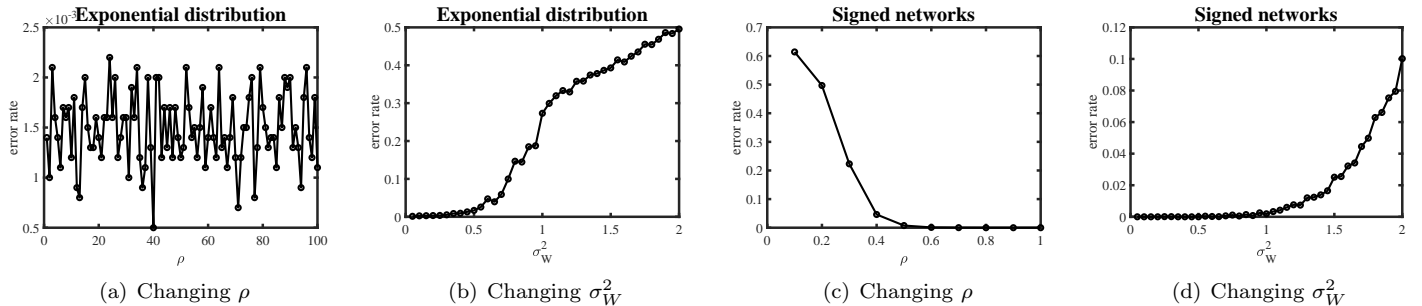 ×10⁻³ Exponential distribution
2.5
2
1.5
1
0.5
error rate
0 20 40 60 80 100
ρ
(a) Changing ρ
Exponential distribution
0.5
0.4
0.3
0.2
0.1
0
error rate
0 0.5 1 1.5 2
σ²_W
(b) Changing σ²_W
Signed networks
0.7
0.6
0.5
0.4
0.3
0.2
0.1
0
error rate
0 0.2 0.4 0.6 0.8 1
ρ
(c) Changing ρ
Signed networks
0.12
0.10
0.08
0.06
0.04
0.02
0
error rate
0 0.5 1 1.5 2
σ²_W
(d) Changing σ²_W